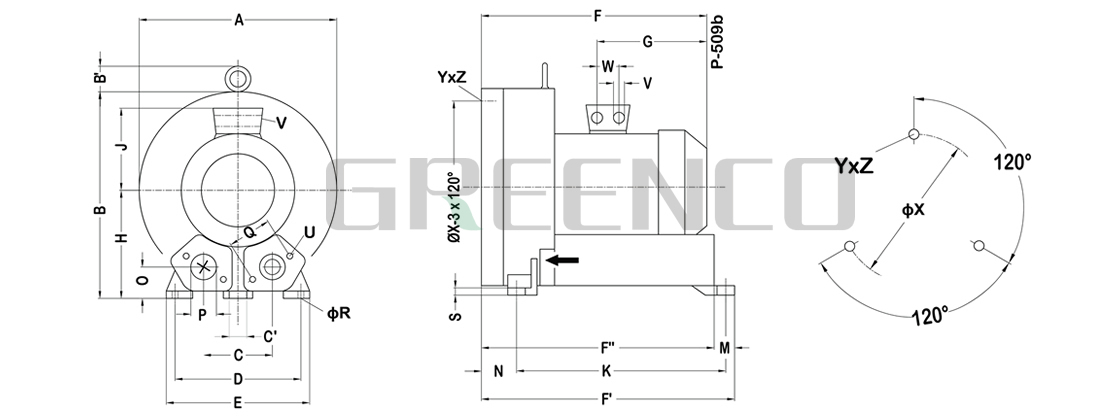 A
B'
J
B
H
O
V
Q
U
P
C'
C
D
E
ϕR
F
G
P-509b
W
V
YxZ
ØX-3 x 120°
S
N
F''
K
M
F'
GREENCO
YxZ
ϕX
120°
120°